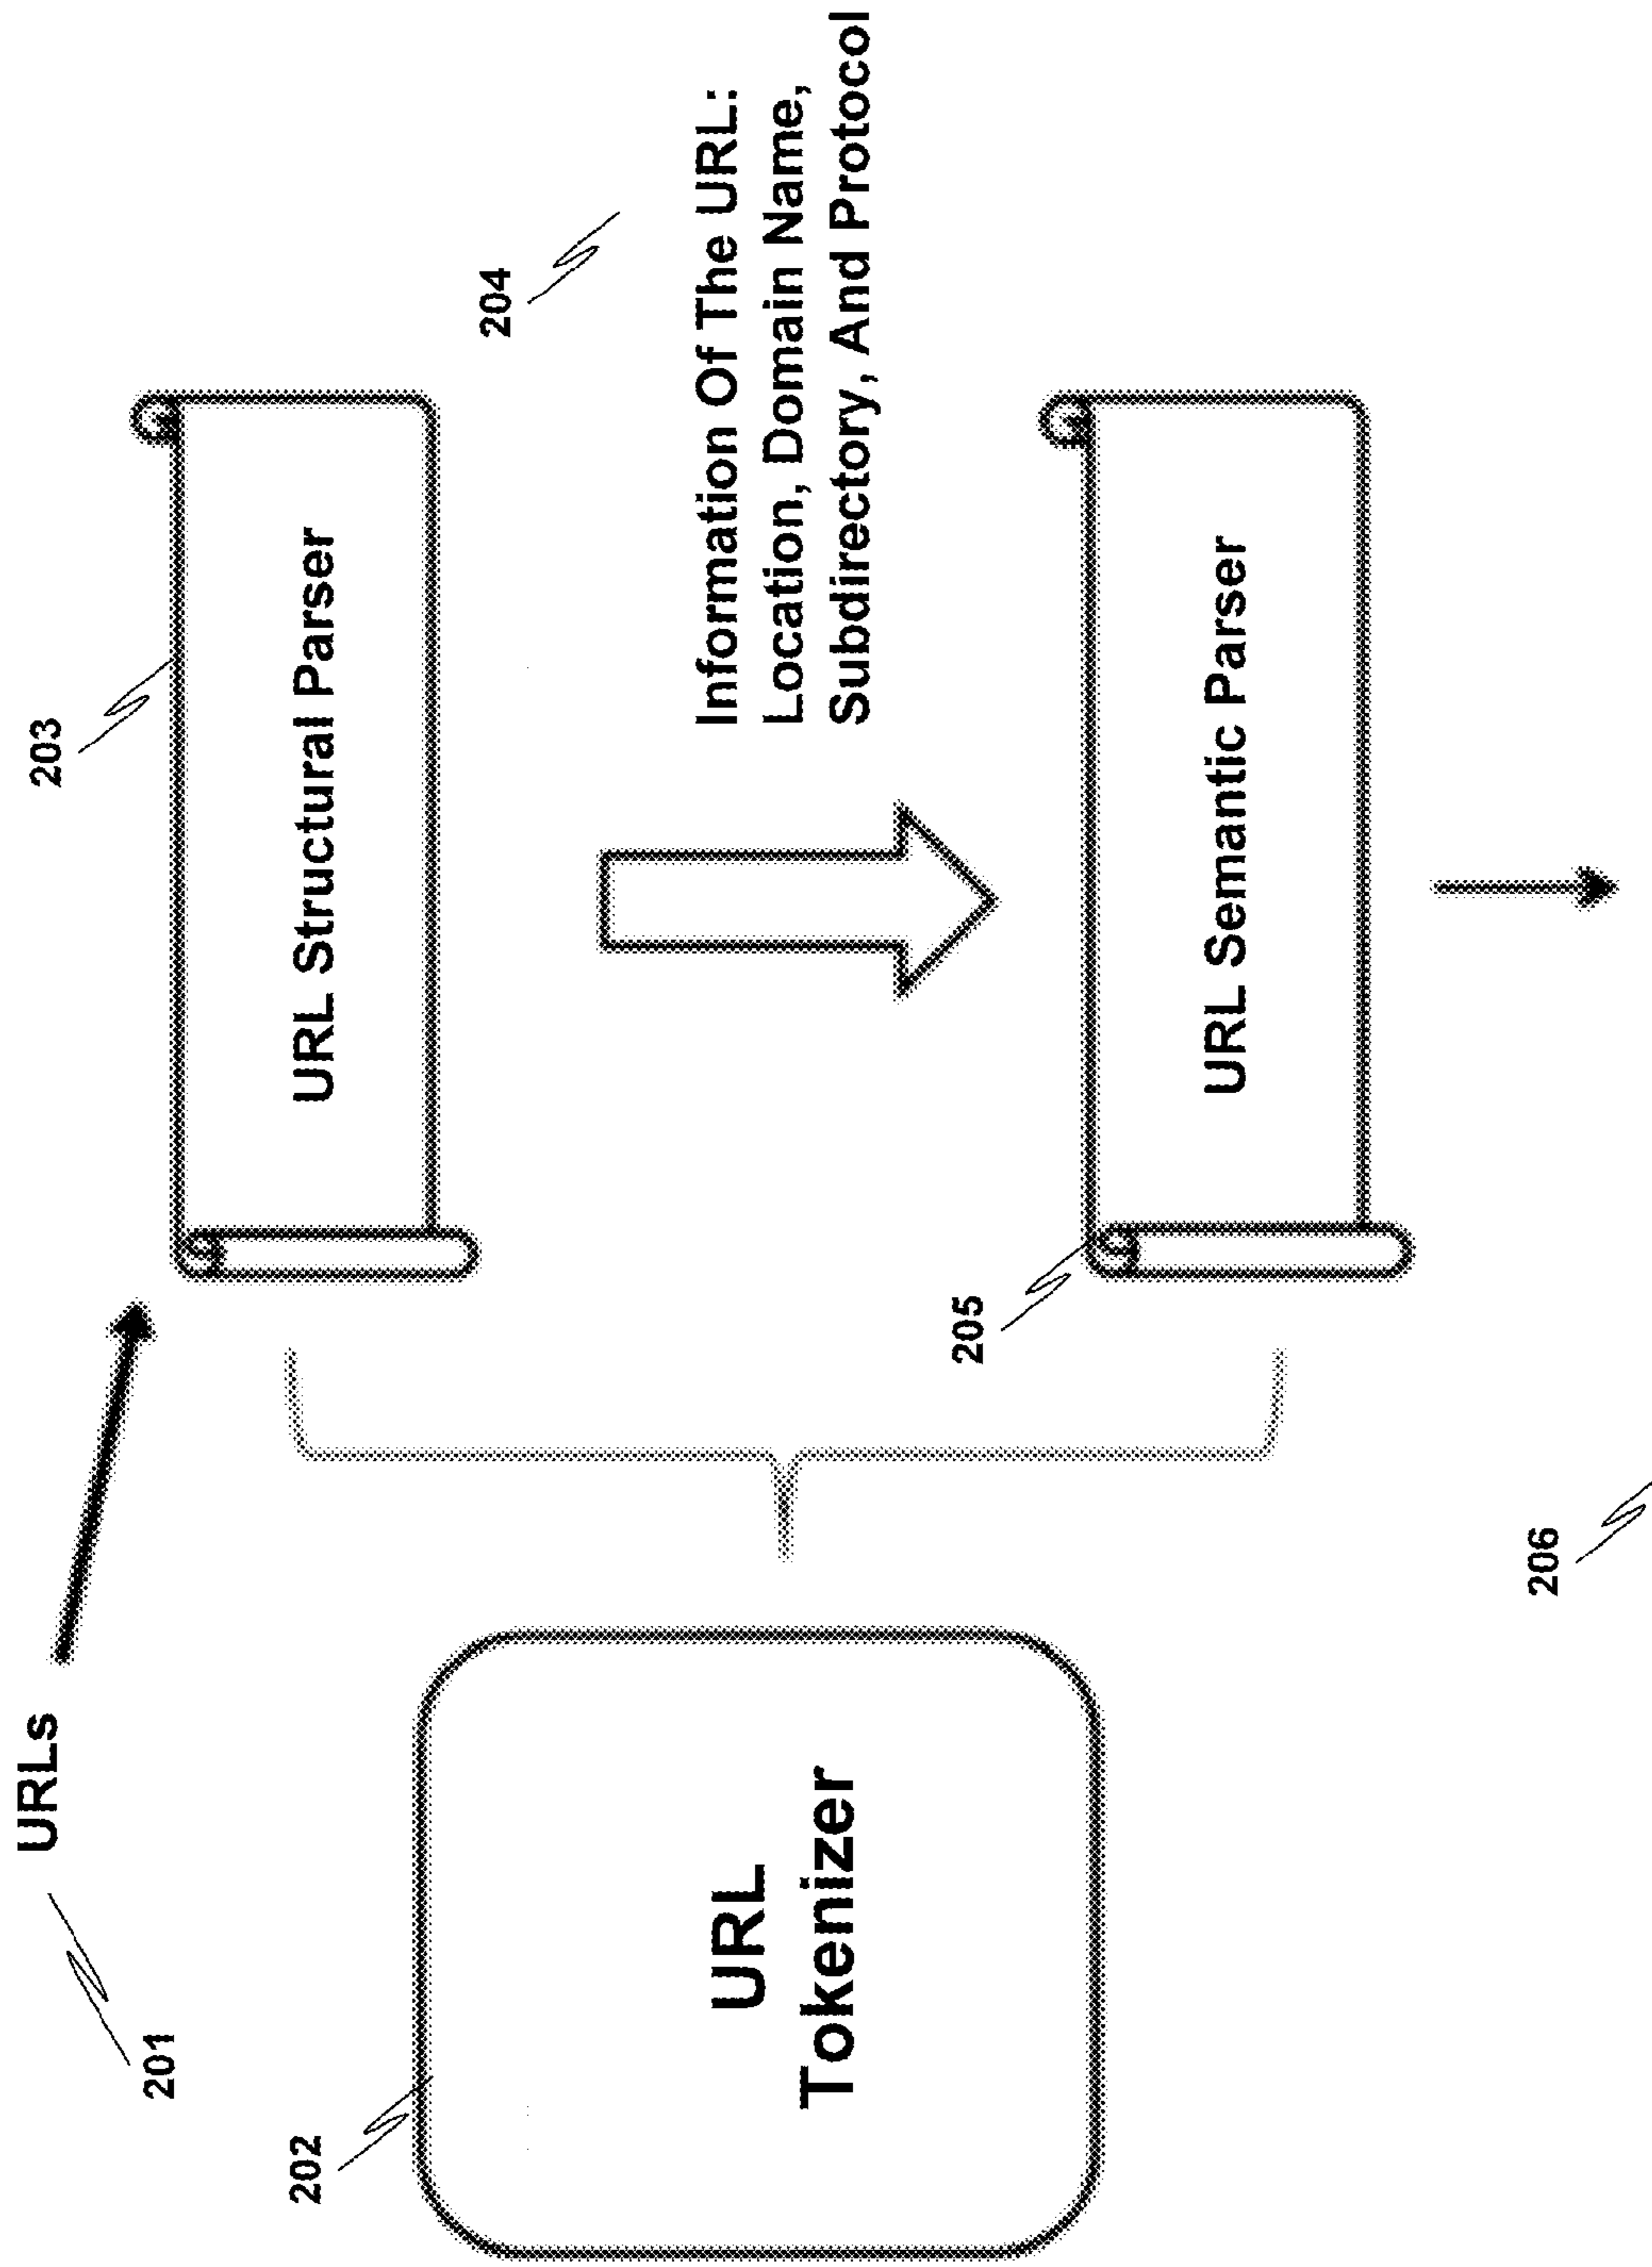 URLs
201
203
URL Structural Parser
202
URL
Tokenizer
204
Information Of The URL:
Location, Domain Name,
Subdirectory, And Protocol
205
URL Semantic Parser
206